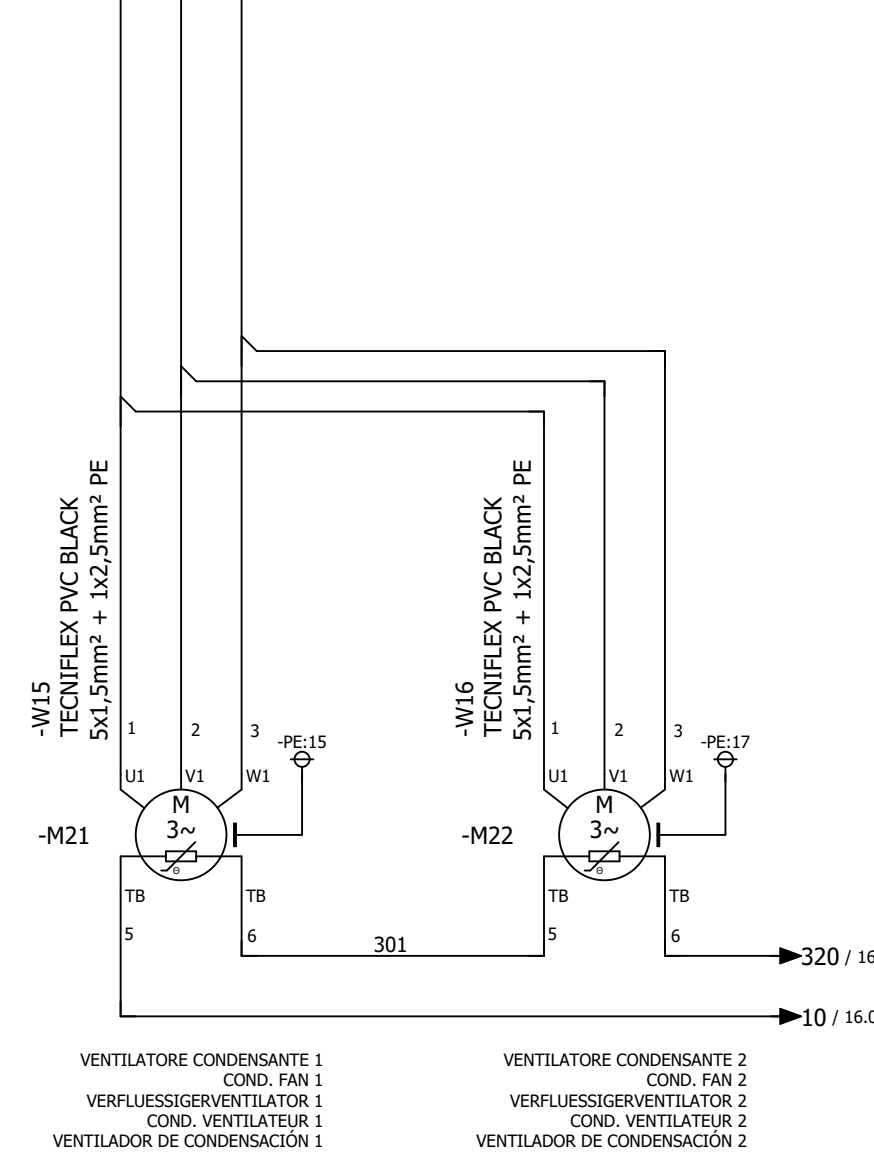 -W15
TECNIFLEX PVC BLACK
5x1,5mm² + 1x2,5mm² PE
-W16
TECNIFLEX PVC BLACK
5x1,5mm² + 1x2,5mm² PE
1 2 3 -PE:15
1 2 3 -PE:17
U1 V1 W1
U1 V1 W1
-M21 M 3~
-M22 M 3~
Θ
Θ
TB TB
TB TB
5 6 301
5 6
320 / 16
10 / 16.0
VENTILATORE CONDENSANTE 1
COND. FAN 1
VERFLUESSIGERVENTILATOR 1
COND. VENTILATEUR 1
VENTILADOR DE CONDENSACIÓN 1
VENTILATORE CONDENSANTE 2
COND. FAN 2
VERFLUESSIGERVENTILATOR 2
COND. VENTILATEUR 2
VENTILADOR DE CONDENSACIÓN 2